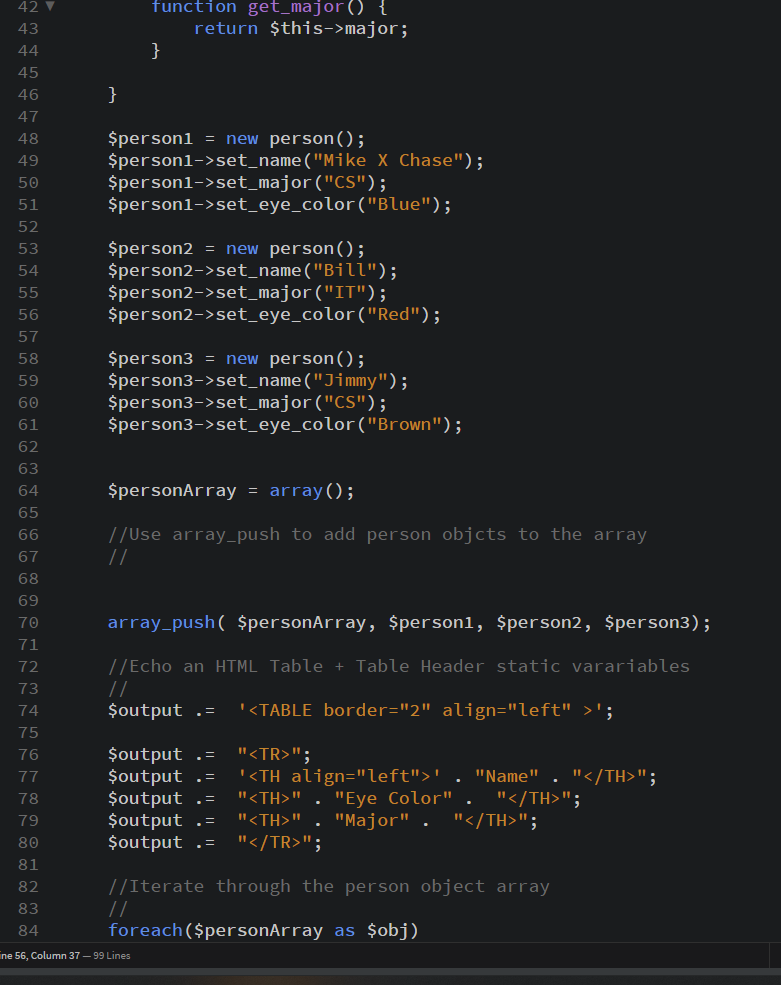 42 ▼ function get_major() {
43 return $this->major;
44 }
45
46 }
47
48 $person1 = new person();
49 $person1->set_name("Mike X Chase");
50 $person1->set_major("CS");
51 $person1->set_eye_color("Blue");
52
53 $person2 = new person();
54 $person2->set_name("Bill");
55 $person2->set_major("IT");
56 $person2->set_eye_color("Red");
57
58 $person3 = new person();
59 $person3->set_name("Jimmy");
60 $person3->set_major("CS");
61 $person3->set_eye_color("Brown");
62
63
64 $personArray = array();
65
66 //Use array_push to add person objcts to the array
67 //
68
69
70 array_push( $personArray, $person1, $person2, $person3);
71
72 //Echo an HTML Table + Table Header static varariables
73 //
74 $output .=  '<TABLE border="2" align="left" >';
75
76 $output .=  "<TR>";
77 $output .=  '<TH align="left">' . "Name" . "</TH>";
78 $output .=  "<TH>" . "Eye Color" .  "</TH>";
79 $output .=  "<TH>" . "Major" .  "</TH>";
80 $output .=  "</TR>";
81
82 //Iterate through the person object array
83 //
84 foreach($personArray as $obj)
ine 56, Column 37 — 99 Lines